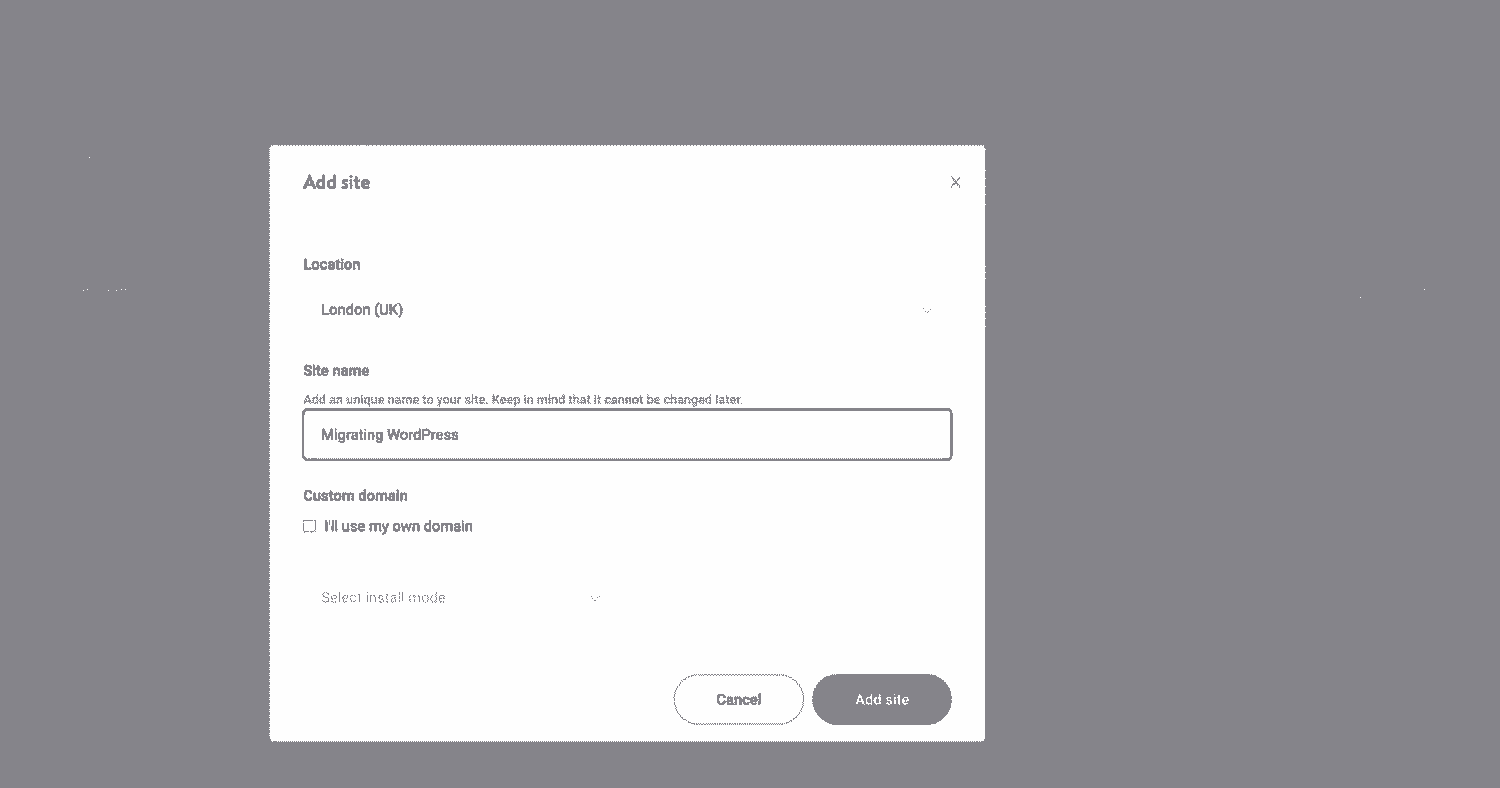 Add site
Location
London (UK)
Site name
Add an unique name to your site. Keep in mind that it cannot be changed later.
Migrating WordPress
Custom domain
I'll use my own domain
Select install mode
Cancel
Add site